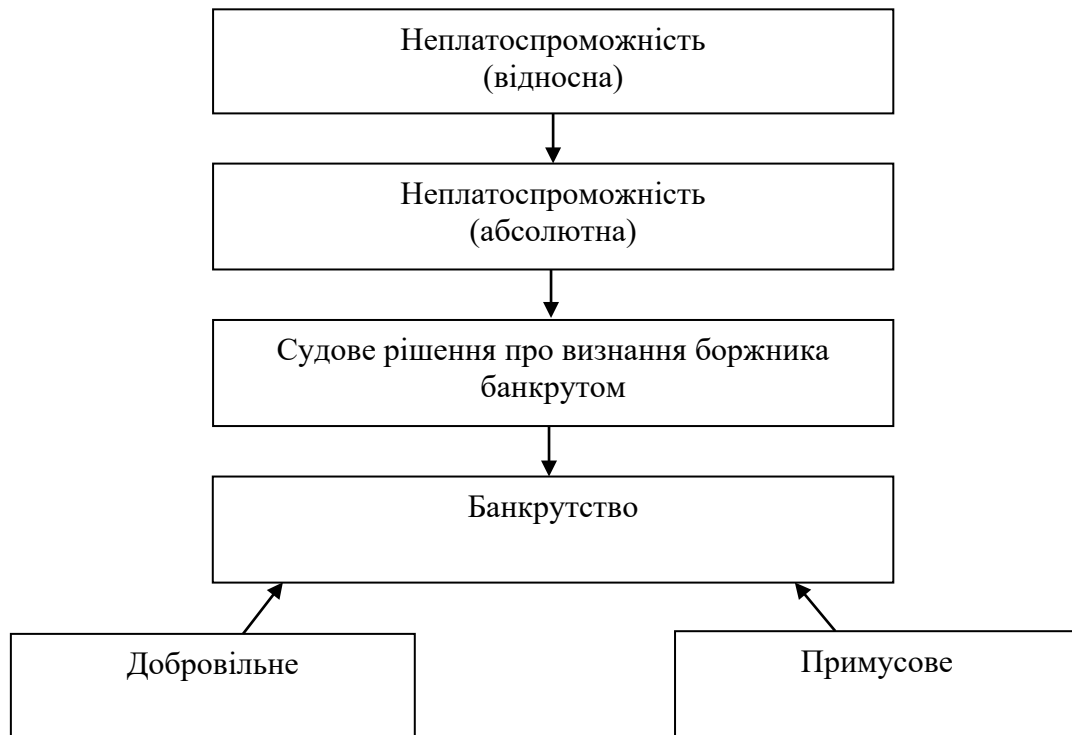 Неплатоспроможність
(відносна)
Неплатоспроможність
(абсолютна)
Судове рішення про визнання боржника
банкрутом
Банкрутство
Добровільне
Примусове